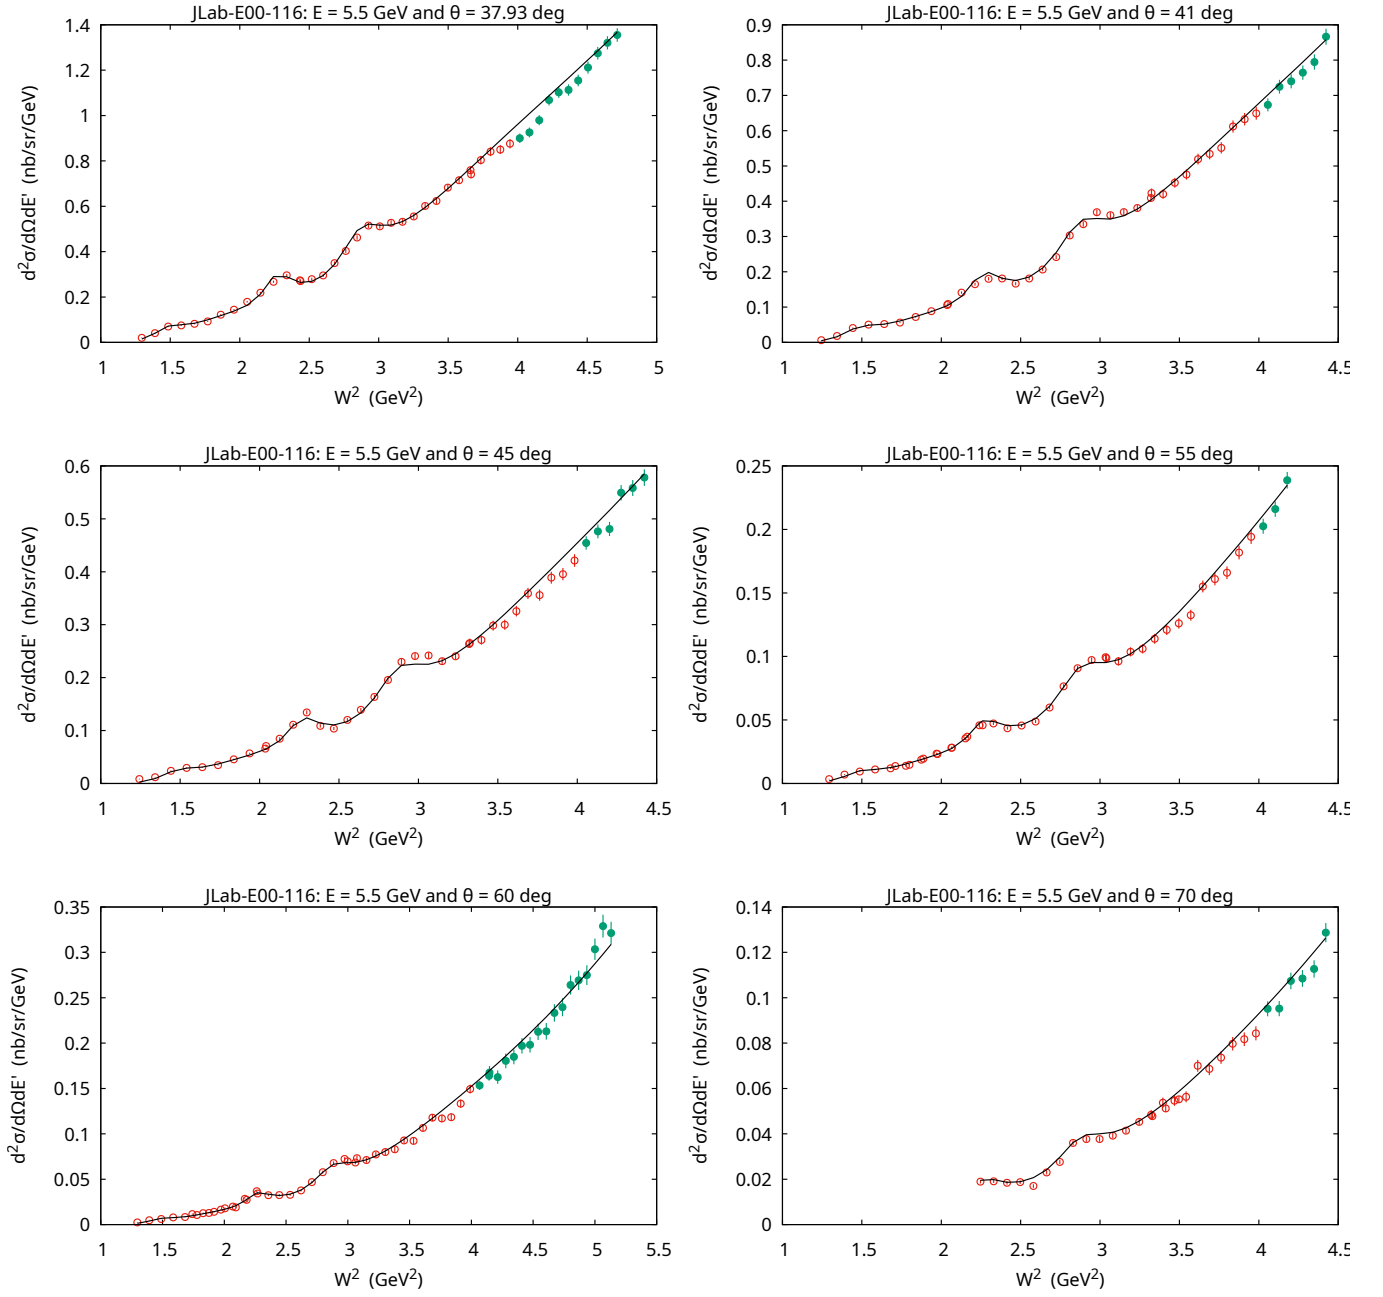 JLab-E00-116: E = 5.5 GeV and θ = 37.93 deg
d²σ/dΩdE' (nb/sr/GeV)
1.4
1.2
1
0.8
0.6
0.4
0.2
0
1 1.5 2 2.5 3 3.5 4 4.5 5
W² (GeV²)
JLab-E00-116: E = 5.5 GeV and θ = 41 deg
d²σ/dΩdE' (nb/sr/GeV)
0.9
0.8
0.7
0.6
0.5
0.4
0.3
0.2
0.1
0
1 1.5 2 2.5 3 3.5 4 4.5
W² (GeV²)
JLab-E00-116: E = 5.5 GeV and θ = 45 deg
d²σ/dΩdE' (nb/sr/GeV)
0.6
0.5
0.4
0.3
0.2
0.1
0
1 1.5 2 2.5 3 3.5 4 4.5
W² (GeV²)
JLab-E00-116: E = 5.5 GeV and θ = 55 deg
d²σ/dΩdE' (nb/sr/GeV)
0.25
0.2
0.15
0.1
0.05
0
1 1.5 2 2.5 3 3.5 4 4.5
W² (GeV²)
JLab-E00-116: E = 5.5 GeV and θ = 60 deg
d²σ/dΩdE' (nb/sr/GeV)
0.35
0.3
0.25
0.2
0.15
0.1
0.05
0
1 1.5 2 2.5 3 3.5 4 4.5 5 5.5
W² (GeV²)
JLab-E00-116: E = 5.5 GeV and θ = 70 deg
d²σ/dΩdE' (nb/sr/GeV)
0.14
0.12
0.1
0.08
0.06
0.04
0.02
0
1 1.5 2 2.5 3 3.5 4 4.5
W² (GeV²)